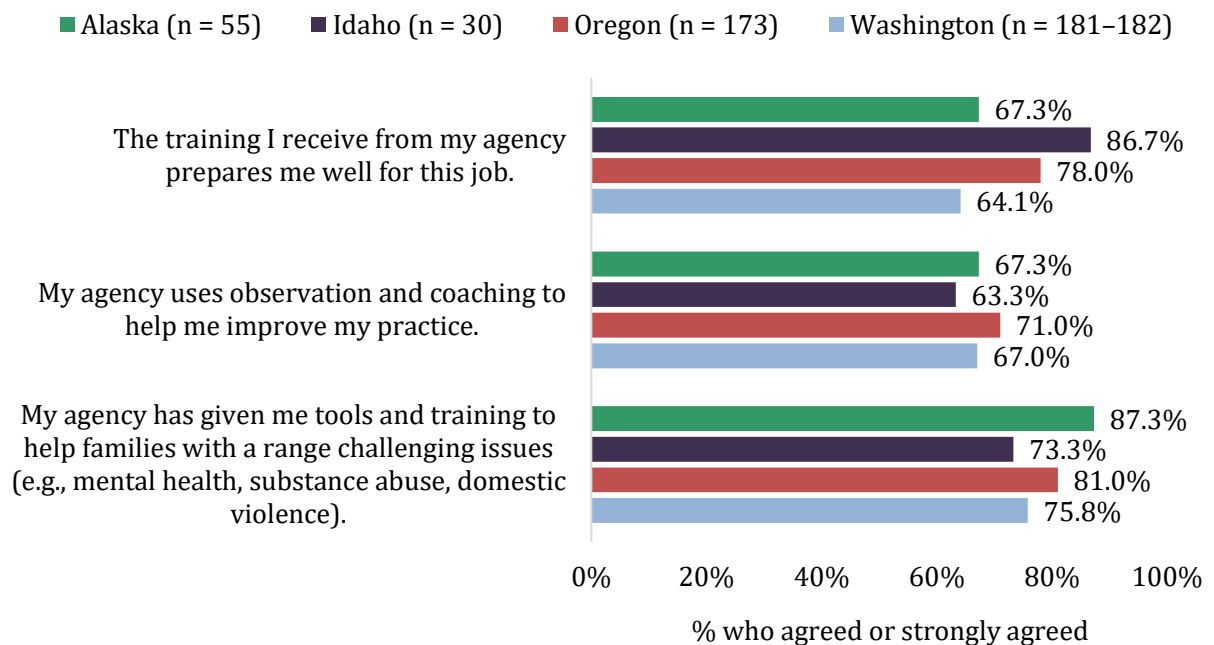 Alaska (n = 55) Idaho (n = 30) Oregon (n = 173) Washington (n = 181–182)
The training I receive from my agency
prepares me well for this job.
67.3%
86.7%
78.0%
64.1%
My agency uses observation and coaching to
help me improve my practice.
67.3%
63.3%
71.0%
67.0%
My agency has given me tools and training to
help families with a range challenging issues
(e.g., mental health, substance abuse, domestic
violence).
87.3%
73.3%
81.0%
75.8%
0% 20% 40% 60% 80% 100%
% who agreed or strongly agreed